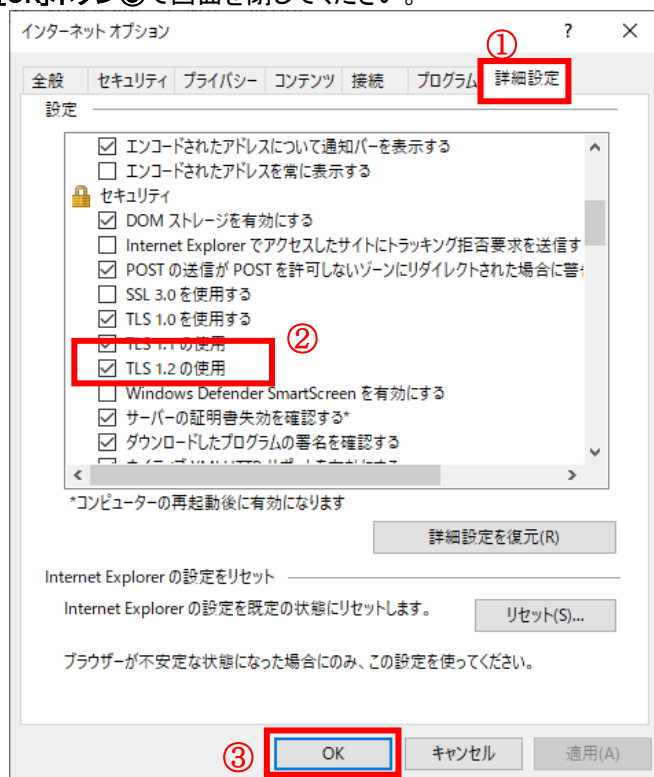 [OK]ボタン③で画面を閉じてください。
インターネット オプション
①
?
全般 セキュリティ プライバシー コンテンツ 接続 プログラム 詳細設定
設定
エンコードされたアドレスについて通知バーを表示する
エンコードされたアドレスを常に表示する
セキュリティ
DOM ストレージを有効にする
Internet Explorer でアクセスしたサイトにトラッキング拒否要求を送信す
POST の送信が POST を許可しないゾーンにリダイレクトされた場合に警
SSL 3.0 を使用する
TLS 1.0 を使用する
②
TLS 1.1 の使用
TLS 1.2 の使用
Windows Defender SmartScreen を有効にする
サーバーの証明書失効を確認する*
ダウンロードしたプログラムの署名を確認する
*コンピューターの再起動後に有効になります
詳細設定を復元(R)
Internet Explorer の設定をリセット
Internet Explorer の設定を既定の状態にリセットします。
リセット(S)...
ブラウザーが不安定な状態になった場合にのみ、この設定を使ってください。
③
OK キャンセル 適用(A)